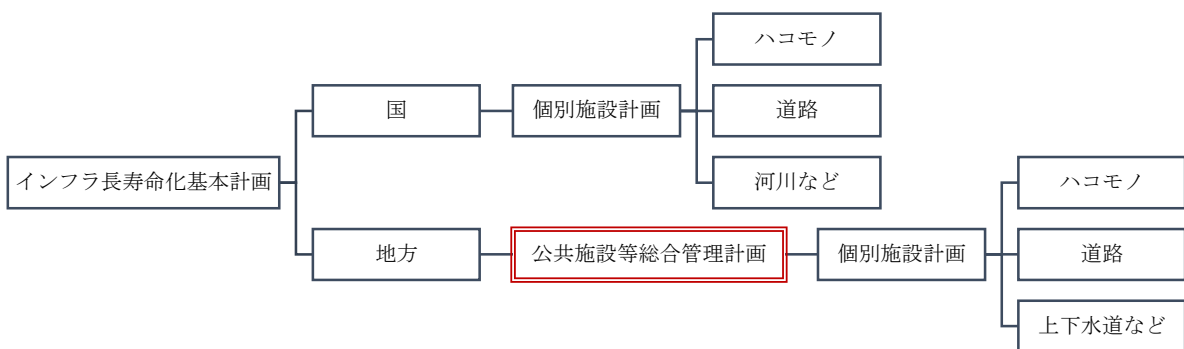 ハコモノ
国
個別施設計画
道路
インフラ長寿命化基本計画
河川など
ハコモノ
地方
公共施設等総合管理計画
個別施設計画
道路
上下水道など